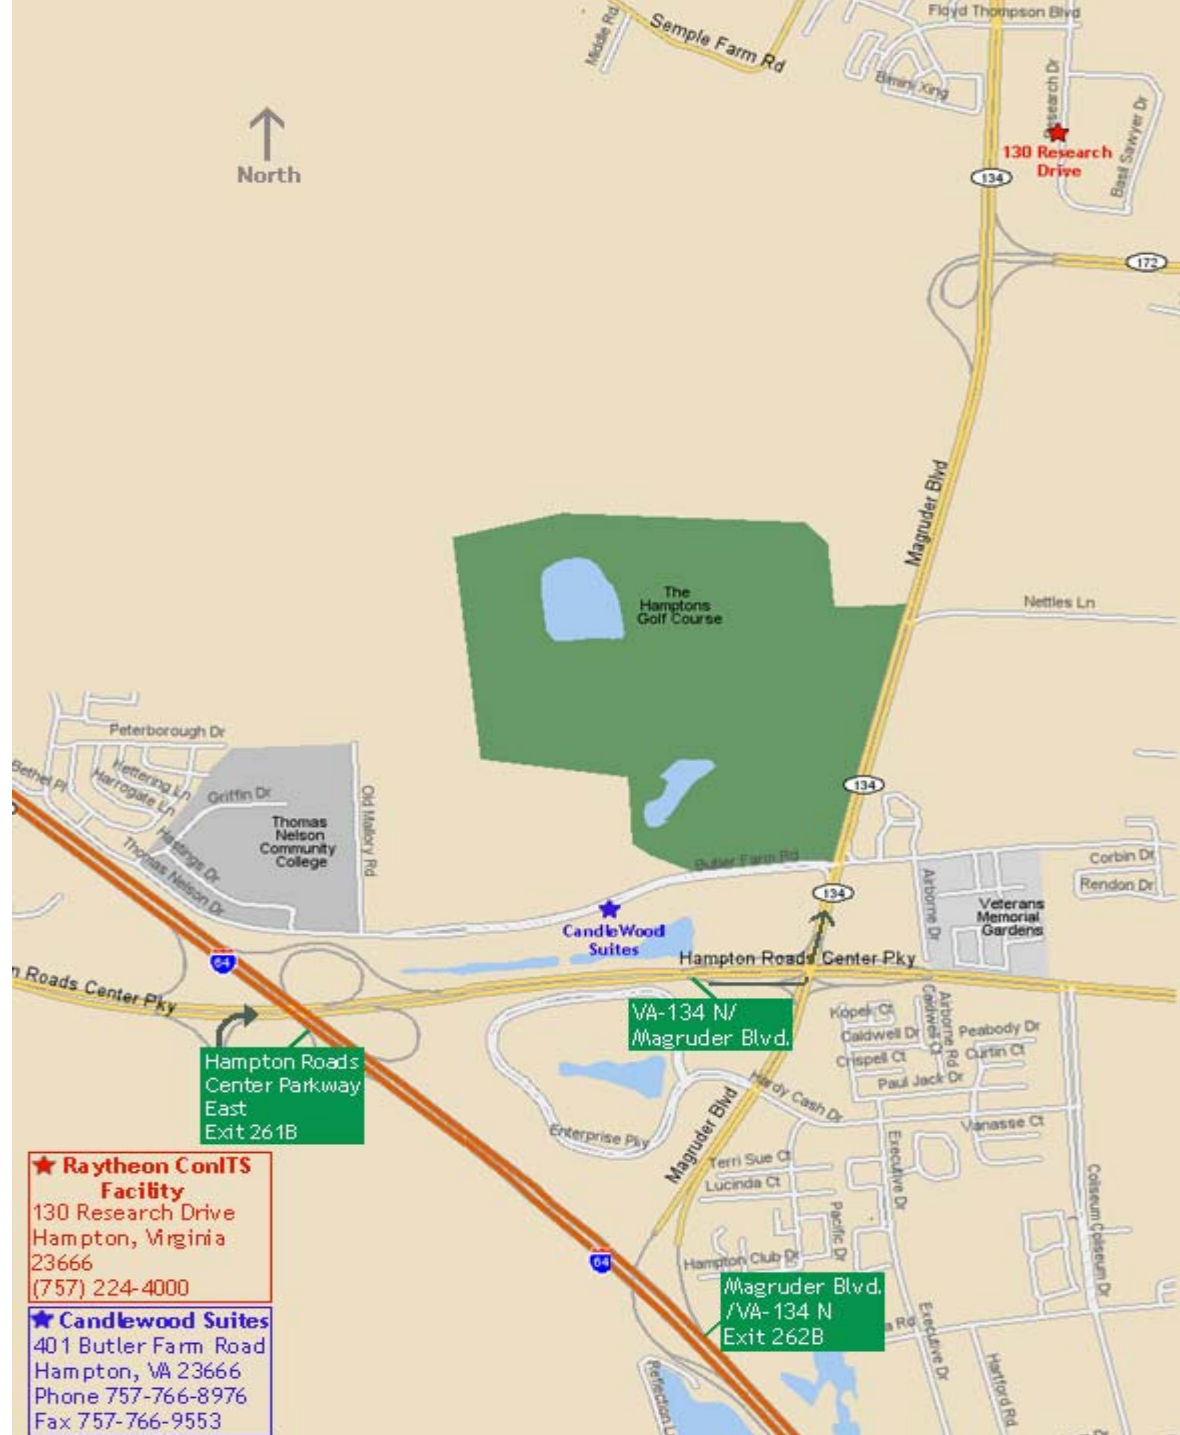 Floyd Thompson Blvd
Middle Rd
Semple Farm Rd
Bimini Xing
Research Dr
Basil Sawyer Dr
North
130 Research
Drive
134
172
Magruder Blvd
The
Hamptons
Golf Course
Nettles Ln
Peterborough Dr
Bethel Pl
Kettering Ln
Harrogate Ln
Griffin Dr
Old Mallory Rd
134
Thomas
Nelson
Community
College
Hastings Dr
Thomas Nelson Dr
Butler Farm Rd
Corbin Dr
Rendon Dr
134
Airborne Dr
Veterans
Memorial
Gardens
CandleWood
Suites
64
Hampton Roads Center Pky
n Roads Center Pky
VA-134 N/
Magruder Blvd.
Kopek Ct
Caldwell Dr
Caldwell Ct
Airborne Rd
Peabody Dr
Crispell Ct
Curtin Ct
Paul Jack Dr
Hampton Roads
Center Parkway
East
Exit 261B
Hardy Cash Dr
Magruder Blvd
Enterprise Pky
Vanasse Ct
Executive Dr
Terri Sue Ct
Lucinda Ct
Pacific Dr
Coliseum Coliseum Dr
Raytheon ConITS
Facility
130 Research Drive
Hampton, Virginia
23666
(757) 224-4000
64
Hampton Club Dr
Magruder Blvd.
/VA-134 N
Exit 262B
a Rd
Executive Dr
Hartford Rd
Reflection L
Candlewood Suites
401 Butler Farm Road
Hampton, VA 23666
Phone 757-766-8976
Fax 757-766-9553